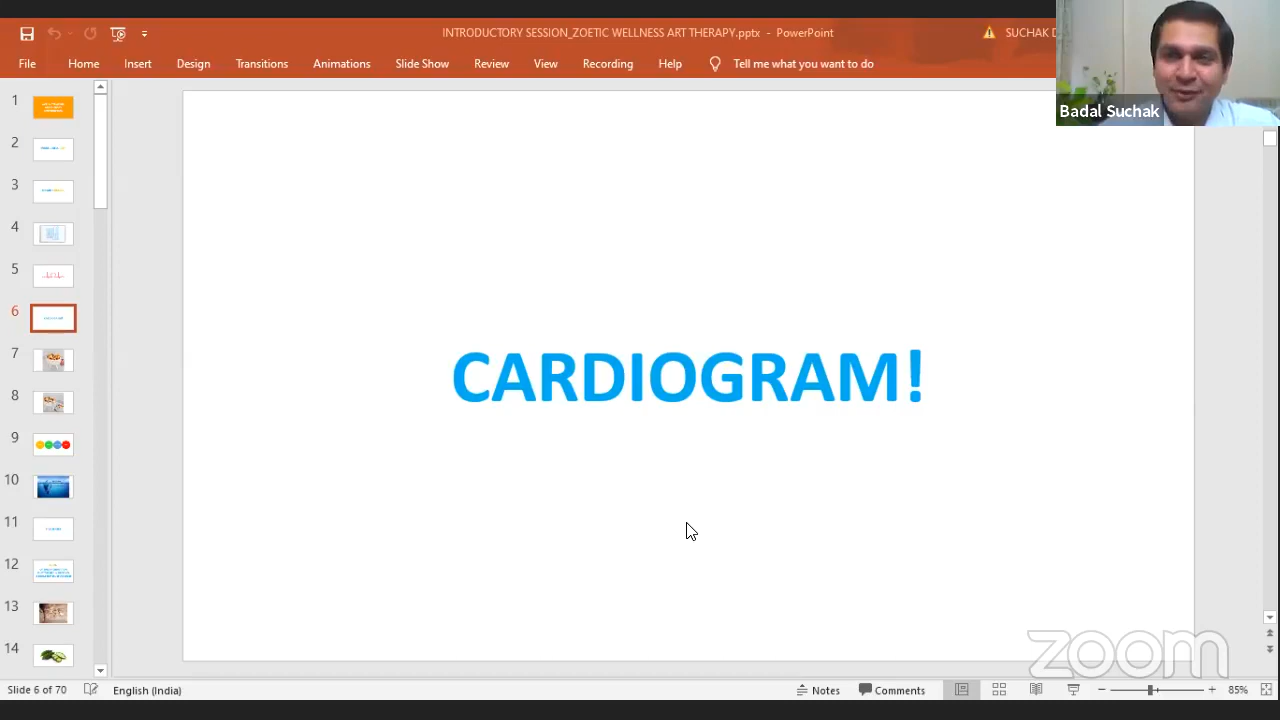 INTRODUCTORY SESSION_ZOETIC WELLNESS ART THERAPY.pptx - PowerPoint
SUCHAK D
File Home Insert Design Transitions Animations Slide Show Review View Recording Help Tell me what you want to do
Badal Suchak
1
2
3
4
5
6
7
8
9
10
11
12
13
14
CARDIOGRAM!
zoom
Slide 6 of 70 English (India) Notes Comments 85%